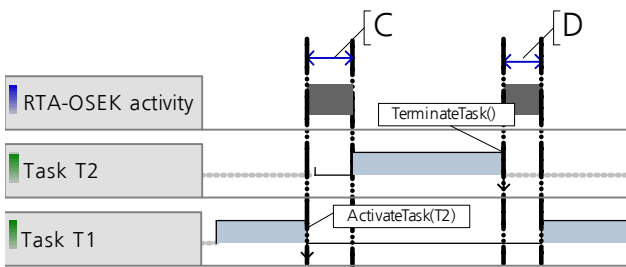 C
D
RTA-OSEK activity
TerminateTask()
Task T2
ActivateTask(T2)
Task T1